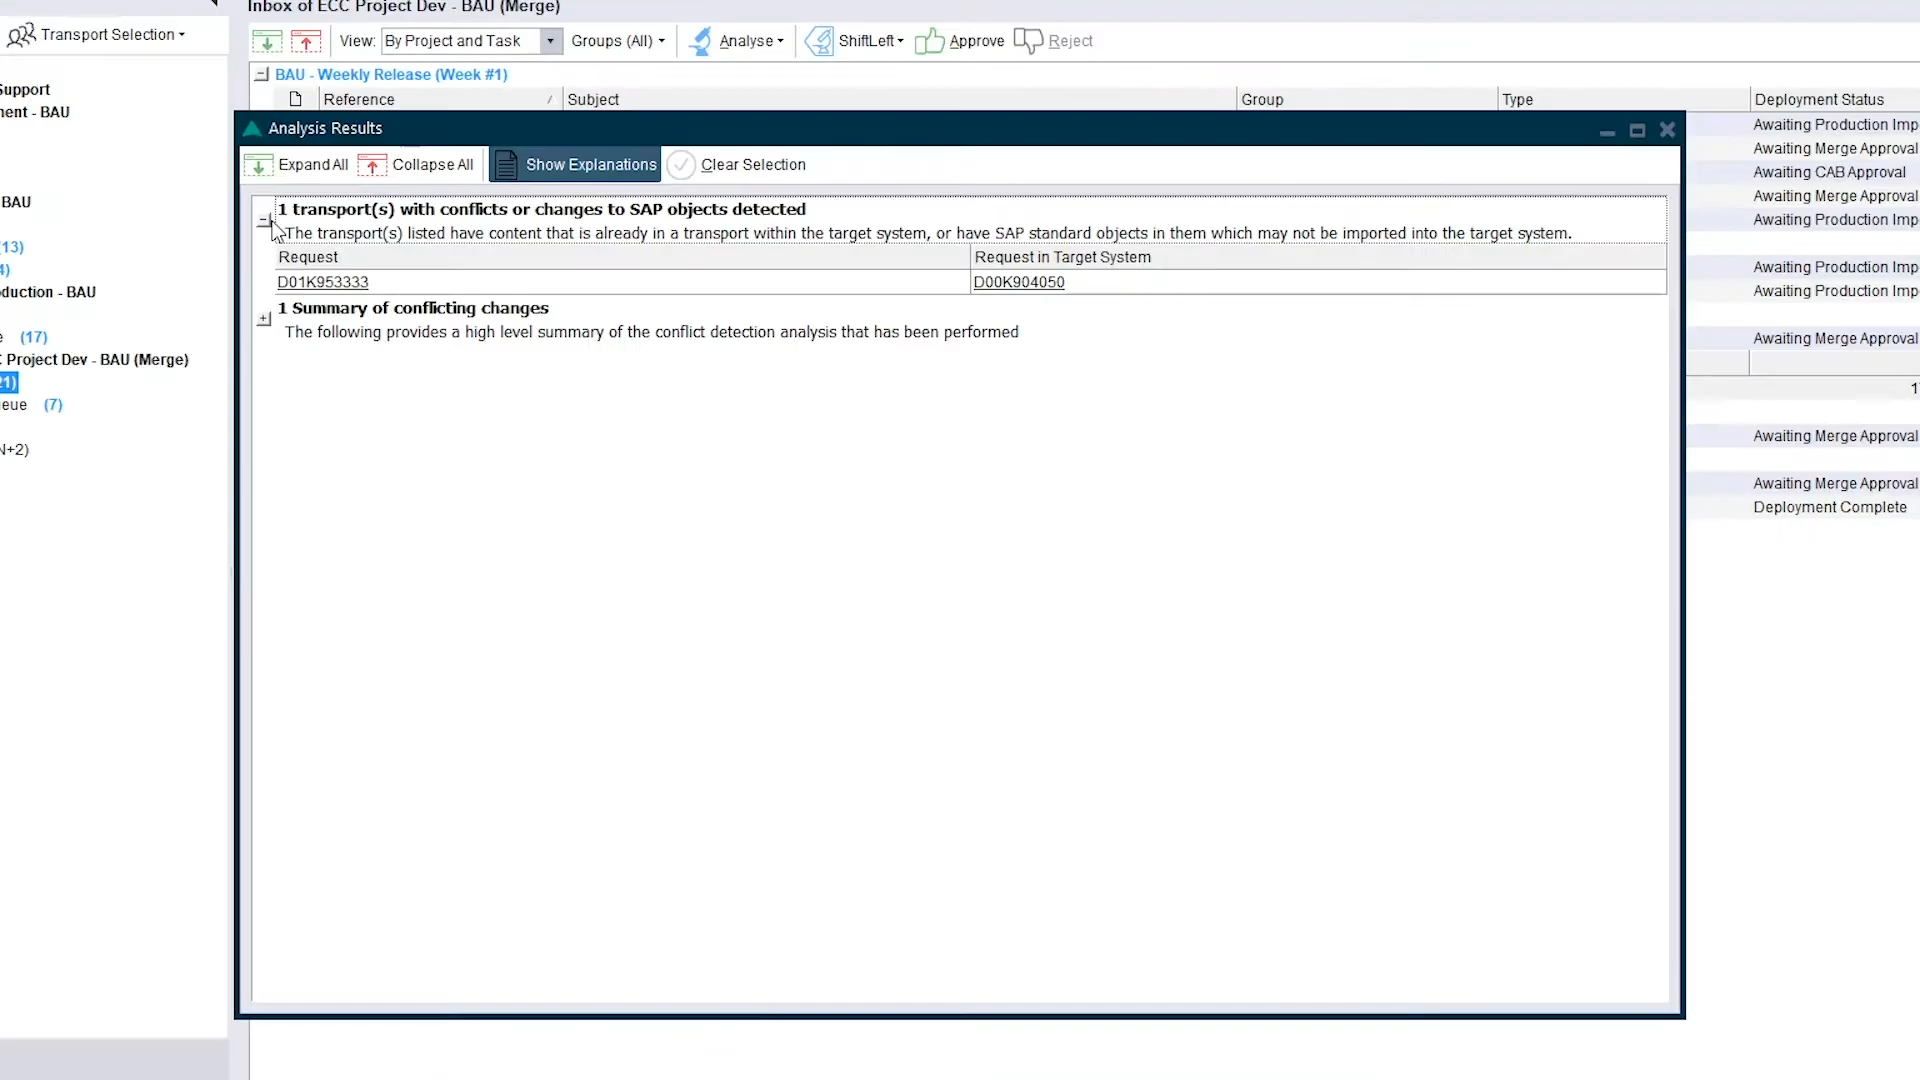 Inbox of ECC Project Dev - BAU (Merge)
Transport Selection
View: By Project and Task Groups (All) Analyse ShiftLeft Approve Reject
BAU - Weekly Release (Week #1)
Reference / Subject Group Type Deployment Status
Support
ment - BAU
BAU
(13)
4)
duction - BAU
e (17)
Project Dev - BAU (Merge)
21)
eue (7)
N+2)
Analysis Results
Expand All Collapse All Show Explanations Clear Selection
1 transport(s) with conflicts or changes to SAP objects detected
The transport(s) listed have content that is already in a transport within the target system, or have SAP standard objects in them which may not be imported into the target system.
Request Request in Target System
D01K953333 D00K904050
1 Summary of conflicting changes
The following provides a high level summary of the conflict detection analysis that has been performed
Awaiting Production Imp
Awaiting Merge Approval
Awaiting CAB Approval
Awaiting Merge Approval
Awaiting Production Imp
Awaiting Production Imp
Awaiting Production Imp
Awaiting Merge Approval
1
Awaiting Merge Approval
Awaiting Merge Approval
Deployment Complete